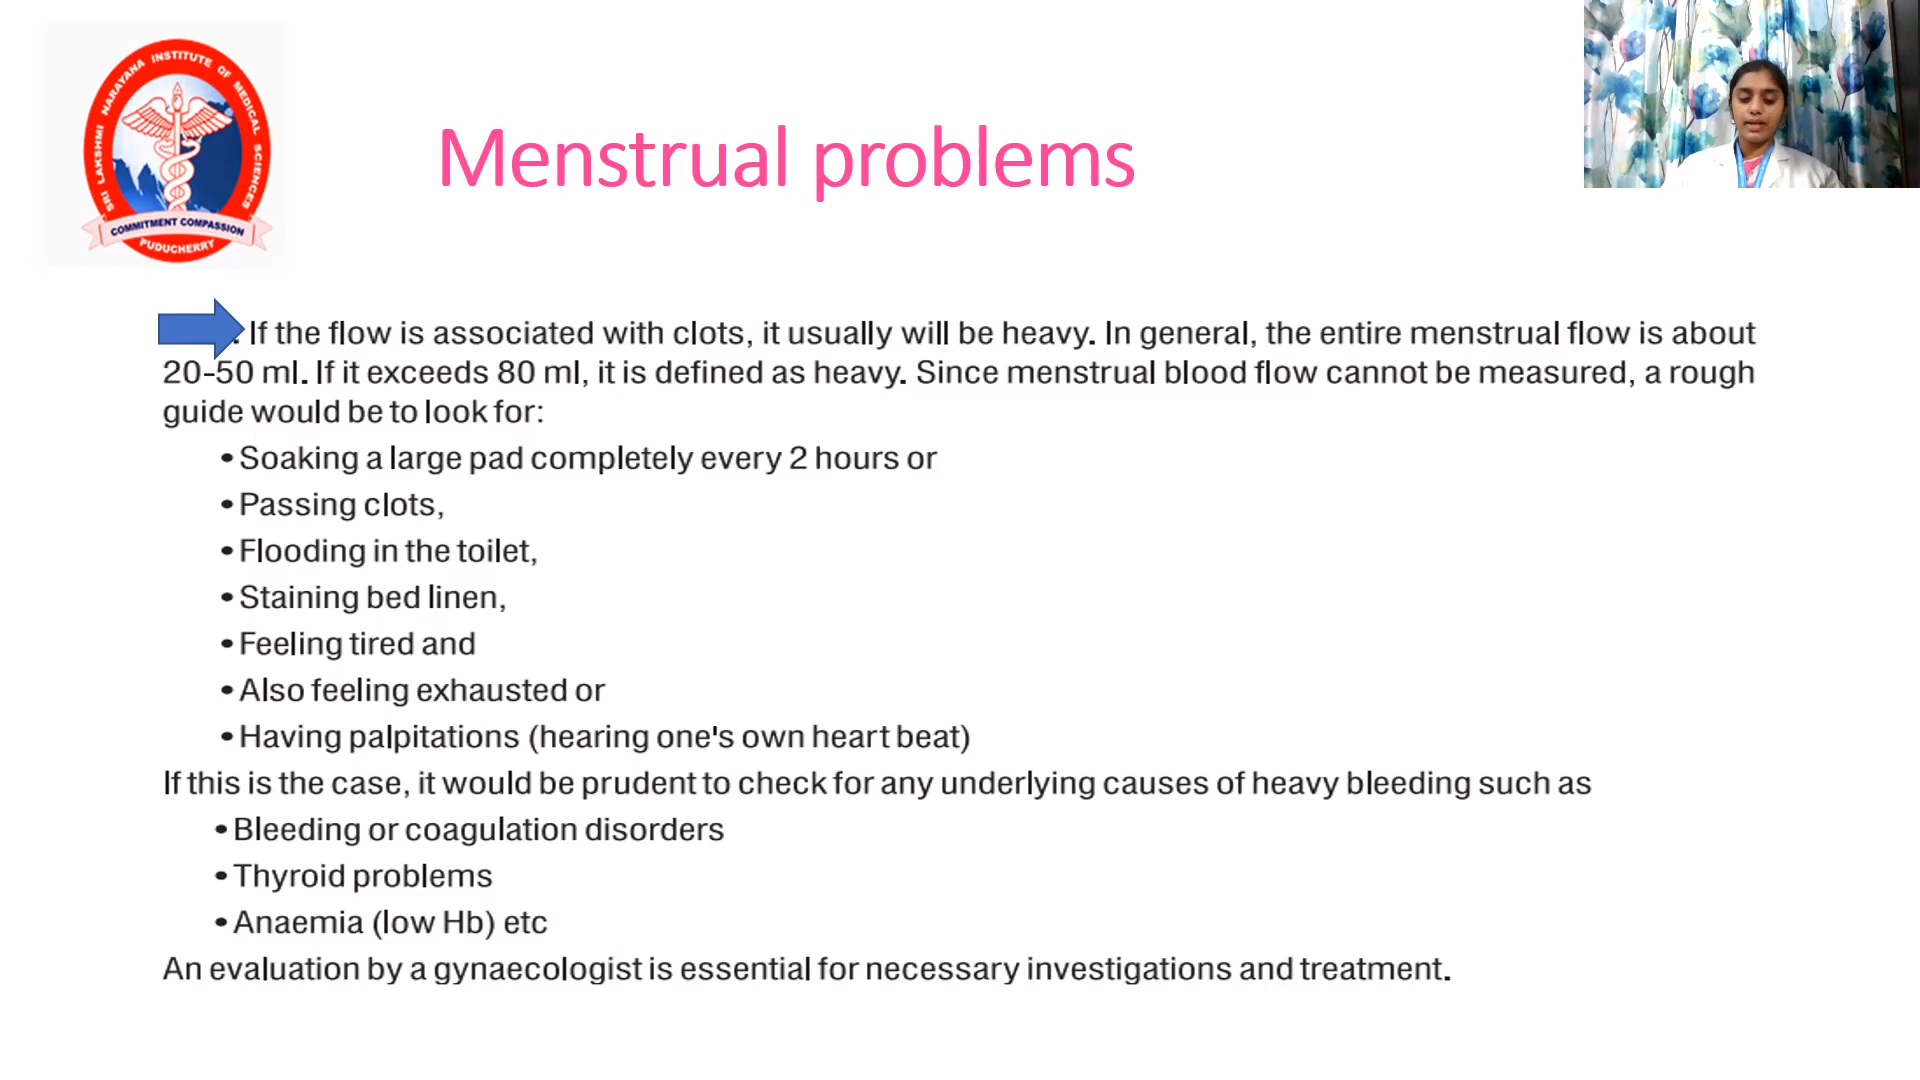 SRI LAKSHMI NARAYANA INSTITUTE OF MEDICAL SCIENCES
COMMITMENT COMPASSION
PUDUCHERRY
Menstrual problems
If the flow is associated with clots, it usually will be heavy. In general, the entire menstrual flow is about
20-50 ml. If it exceeds 80 ml, it is defined as heavy. Since menstrual blood flow cannot be measured, a rough
guide would be to look for:
• Soaking a large pad completely every 2 hours or
• Passing clots,
• Flooding in the toilet,
• Staining bed linen,
• Feeling tired and
• Also feeling exhausted or
• Having palpitations (hearing one's own heart beat)
If this is the case, it would be prudent to check for any underlying causes of heavy bleeding such as
• Bleeding or coagulation disorders
• Thyroid problems
• Anaemia (low Hb) etc
An evaluation by a gynaecologist is essential for necessary investigations and treatment.